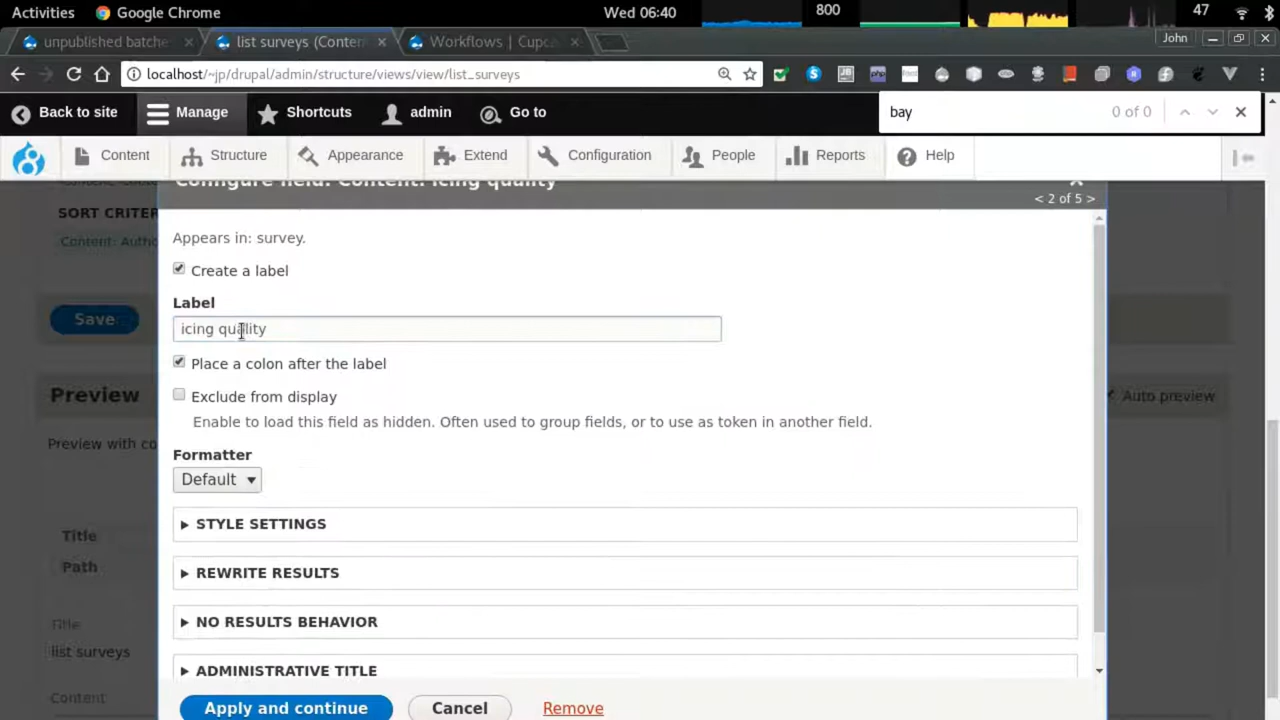 Activities Google Chrome Wed 06:40 800 47
unpublished batche list surveys (Conten Workflows | Cupc John
localhost/~jp/drupal/admin/structure/views/view/list_surveys
Back to site Manage Shortcuts admin Go to bay 0 of 0
Content Structure Appearance Extend Configuration People Reports Help
Configure field: Content: icing quality
< 2 of 5 >
SORT CRITER
Appears in: survey.
Content: Autho
Create a label
Label
icing quality
Save
Place a colon after the label
Preview Exclude from display Auto preview
Enable to load this field as hidden. Often used to group fields, or to use as token in another field.
Preview with co
Formatter
Default
STYLE SETTINGS
Title
Path
REWRITE RESULTS
Title
NO RESULTS BEHAVIOR
list surveys
ADMINISTRATIVE TITLE
Content
Apply and continue Cancel Remove